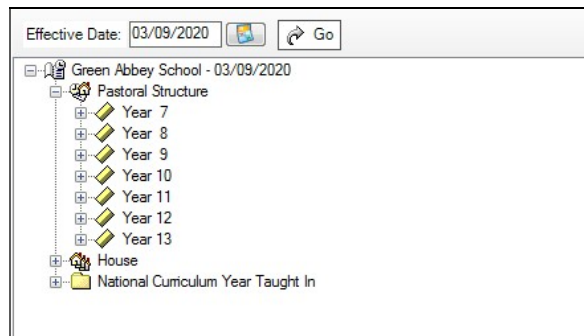 Effective Date: 03/09/2020 Go
Green Abbey School - 03/09/2020
Pastoral Structure
Year 7
Year 8
Year 9
Year 10
Year 11
Year 12
Year 13
House
National Curriculum Year Taught In